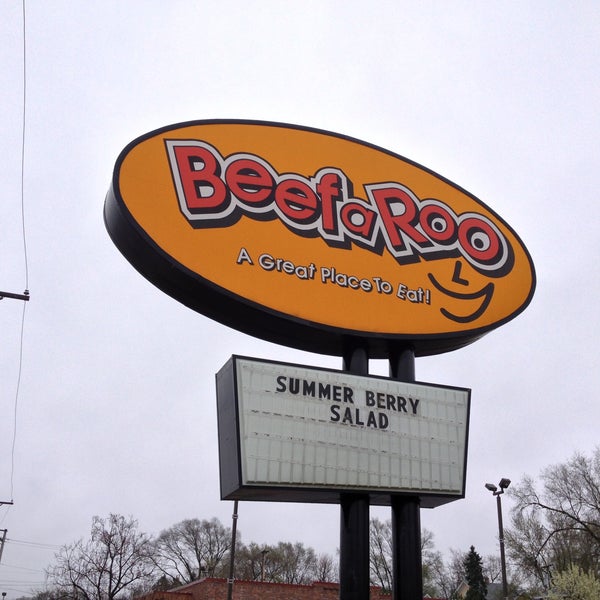 BeefaRoo
A Great Place To Eat!
SUMMER BERRY
SALAD